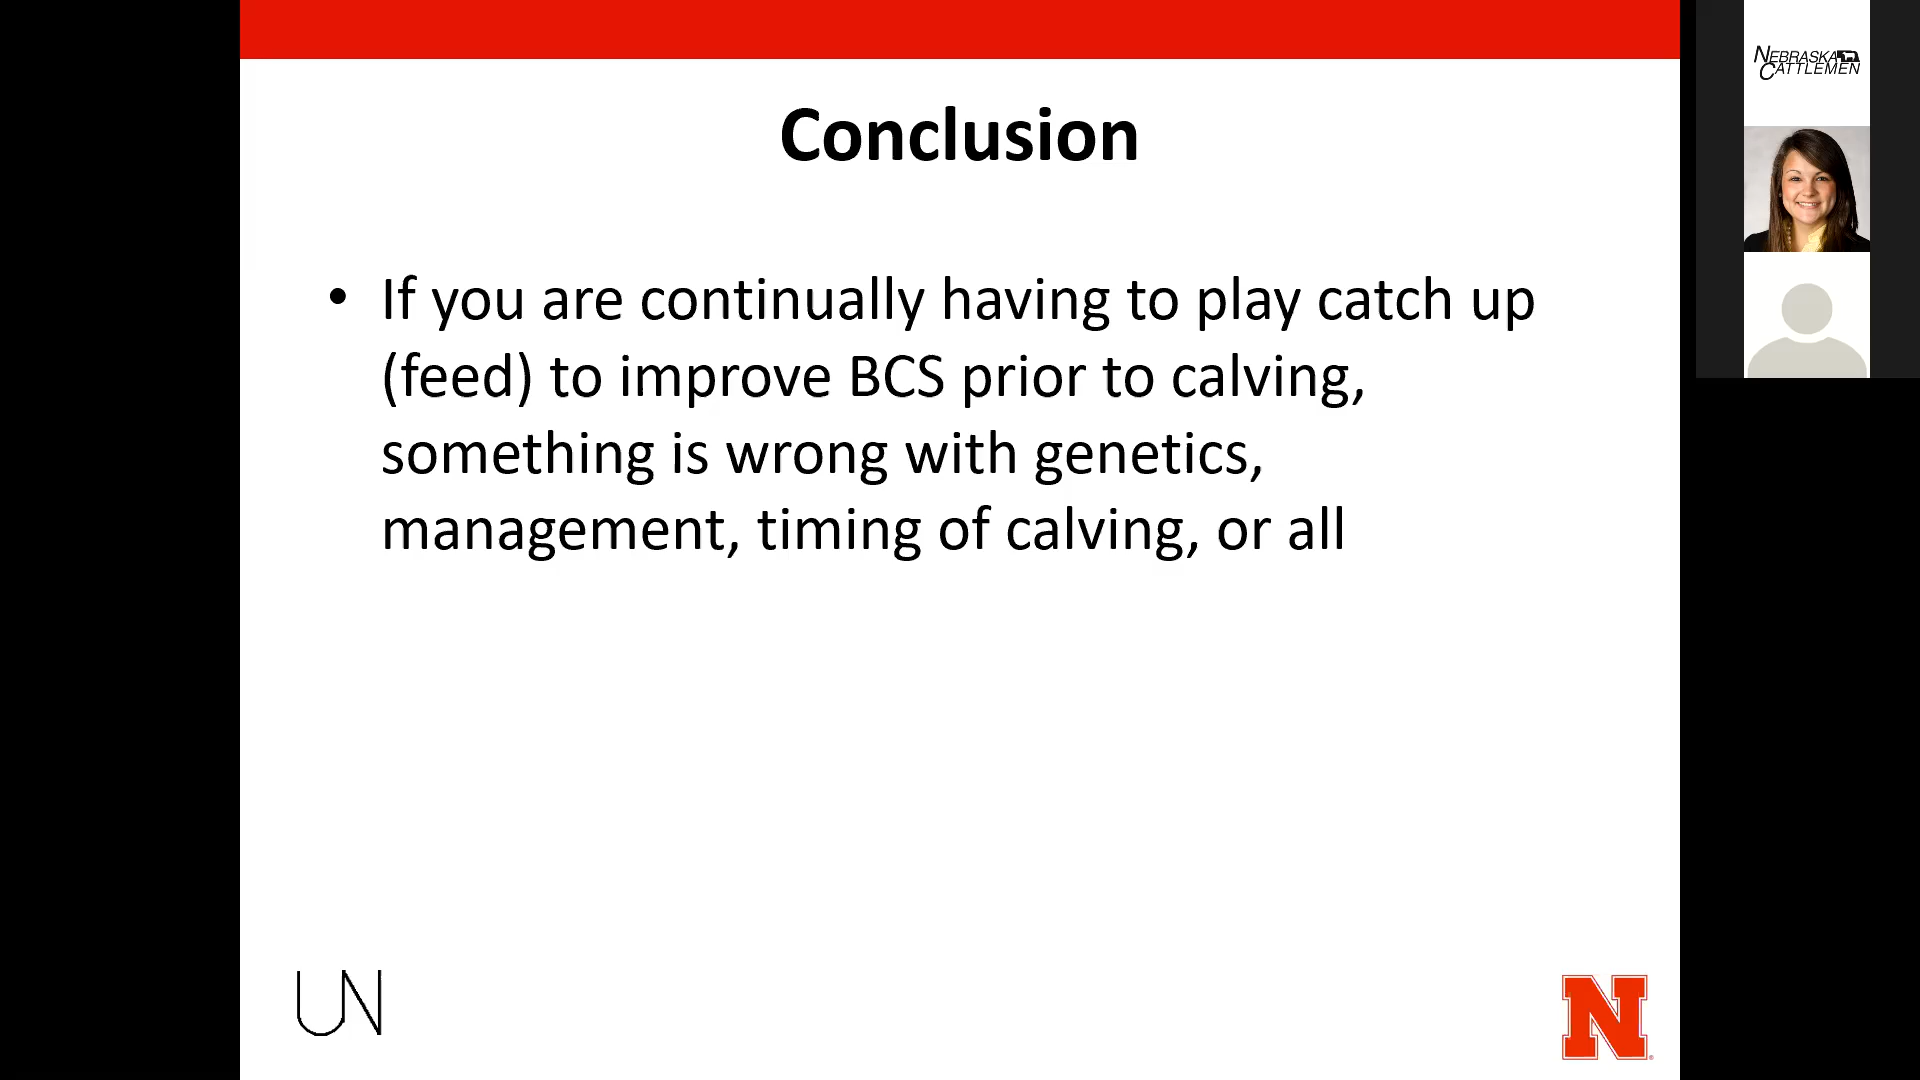 Conclusion
• If you are continually having to play catch up
(feed) to improve BCS prior to calving,
something is wrong with genetics,
management, timing of calving, or all
UN
N
NEBRASKA
CATTLEMEN